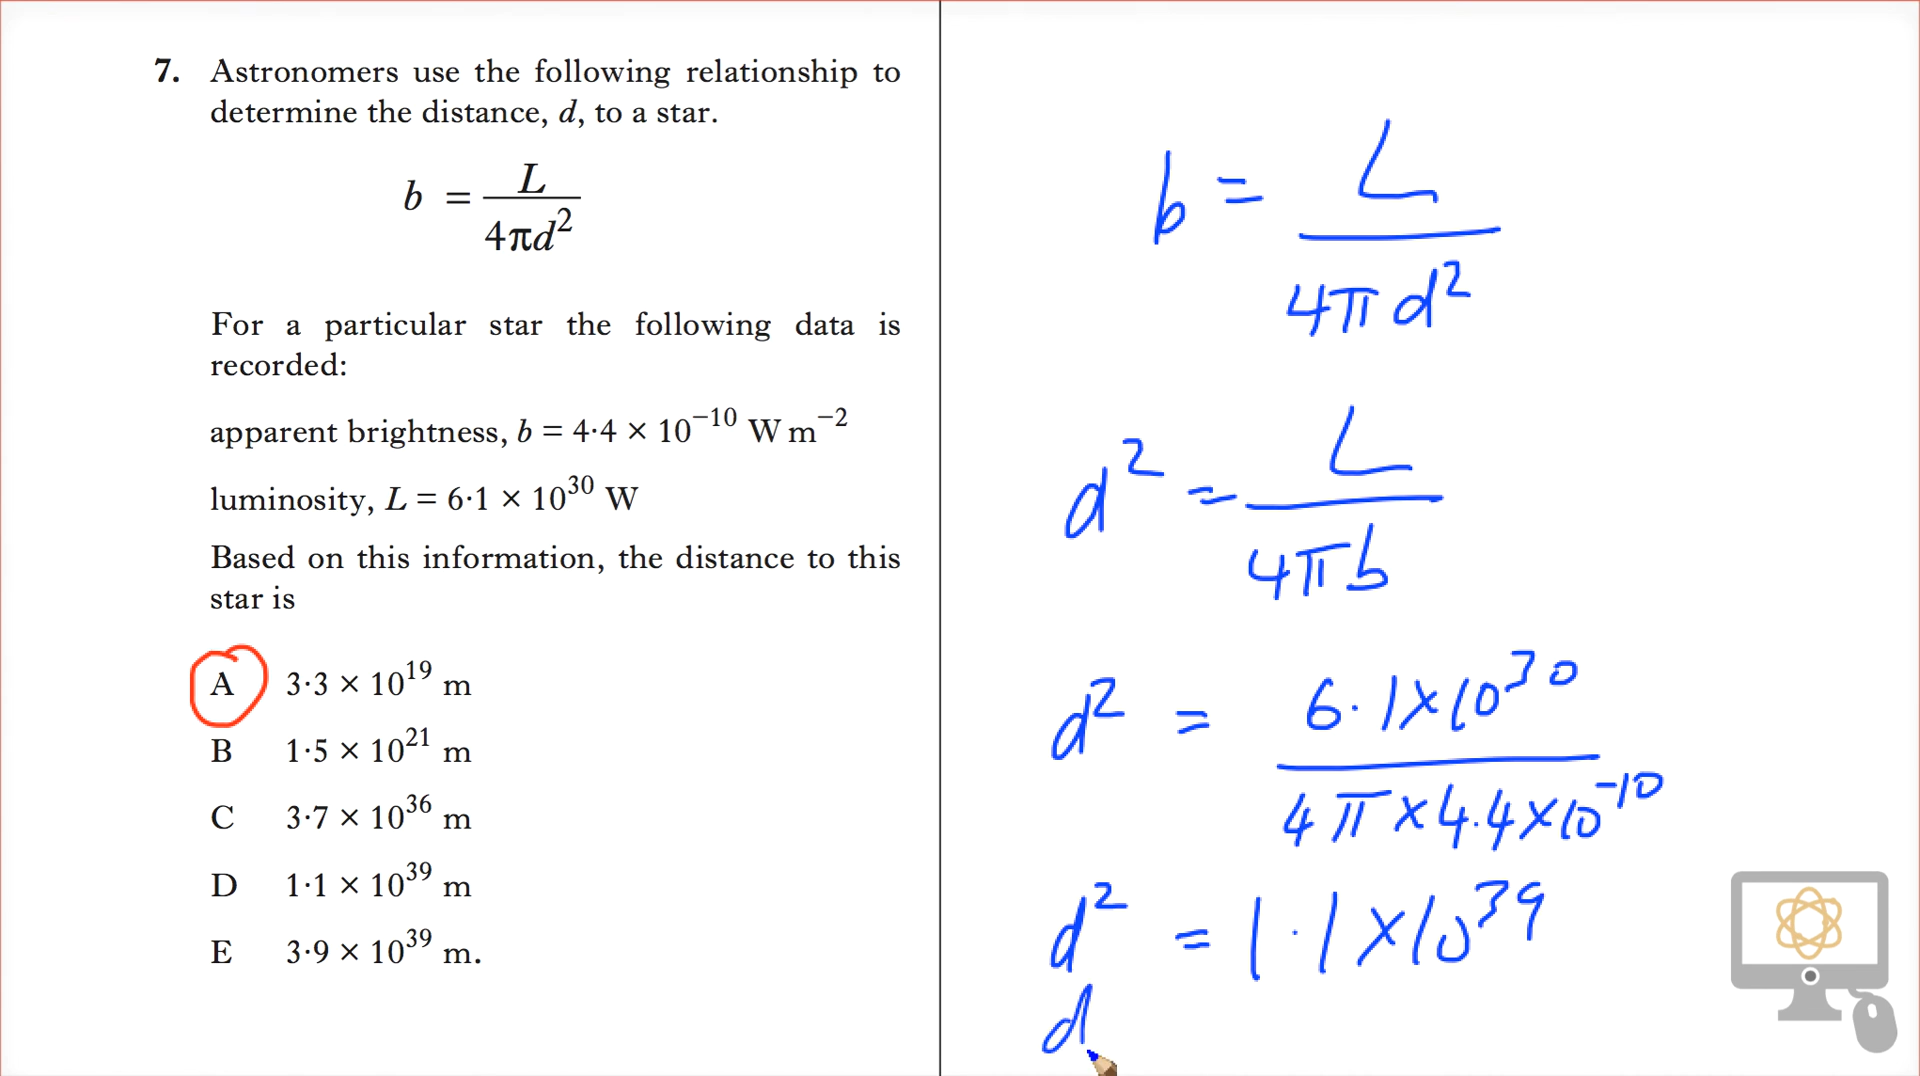 7. Astronomers use the following relationship to
determine the distance, d, to a star.
b = L / 4πd²
For a particular star the following data is
recorded:
apparent brightness, b = 4·4 × 10⁻¹⁰ W m⁻²
luminosity, L = 6·1 × 10³⁰ W
Based on this information, the distance to this
star is
A 3·3 × 10¹⁹ m
B 1·5 × 10²¹ m
C 3·7 × 10³⁶ m
D 1·1 × 10³⁹ m
E 3·9 × 10³⁹ m.
b = L / 4π d²
d² = L / 4π b
d² = 6·1 × 10³⁰ / 4π × 4.4 × 10⁻¹⁰
d² = 1·1 × 10³⁹
d